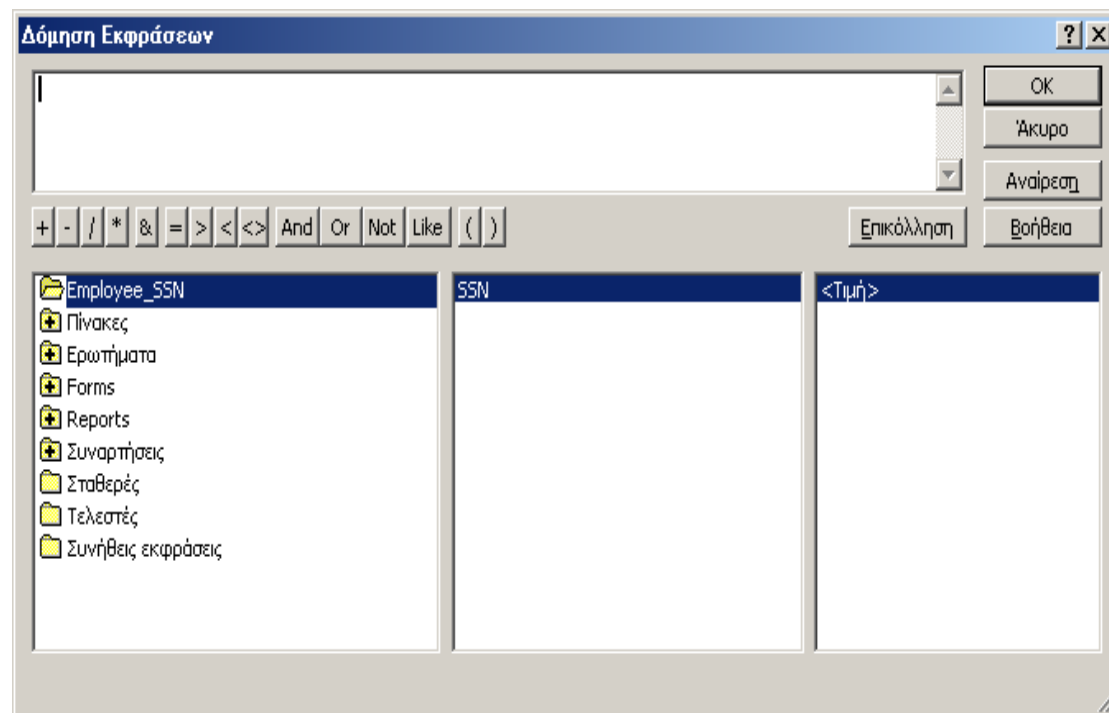 Δόμηση Εκφράσεων
OK
Άκυρο
Αναίρεση
+ - / * & = > < <> And Or Not Like ( ) Επικόλληση Βοήθεια
Employee_SSN SSN <Τιμή>
Πίνακες
Ερωτήματα
Forms
Reports
Συναρτήσεις
Σταθερές
Τελεστές
Συνήθεις εκφράσεις